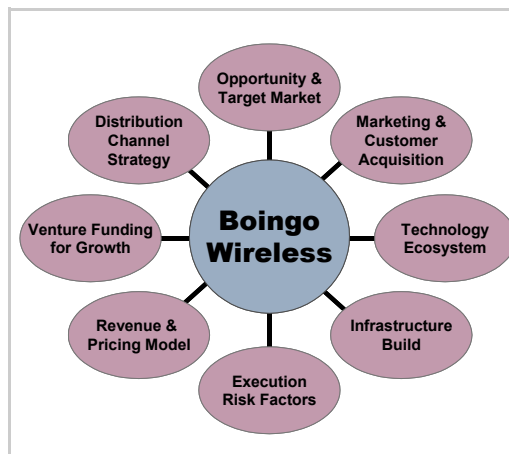 Opportunity &
Target Market
Marketing &
Customer
Acquisition
Technology
Ecosystem
Infrastructure
Build
Execution
Risk Factors
Revenue &
Pricing Model
Venture Funding
for Growth
Distribution
Channel
Strategy
Boingo
Wireless